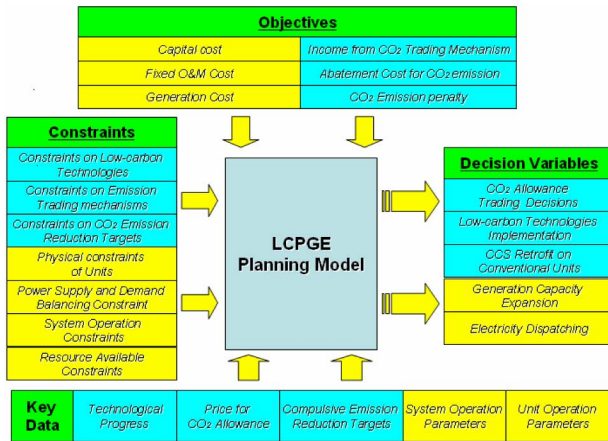 Objectives
Capital cost
Income from CO₂ Trading Mechanism
Fixed O&M Cost
Abatement Cost for CO₂ emission
Generation Cost
CO₂ Emission penalty
Constraints
Constraints on Low-carbon
Technologies
Constraints on Emission
Trading mechanisms
Constraints on CO₂ Emission
Reduction Targets
Physical constraints
of Units
Power Supply and Demand
Balancing Constraint
System Operation
Constraints
Resource Available
Constraints
LCPGE
Planning Model
Decision Variables
CO₂ Allowance
Trading Decisions
Low-carbon Technologies
Implementation
CCS Retrofit on
Conventional Units
Generation Capacity
Expansion
Electricity Dispatching
Key
Data
Technological
Progress
Price for
CO₂ Allowance
Compulsive Emission
Reduction Targets
System Operation
Parameters
Unit Operation
Parameters